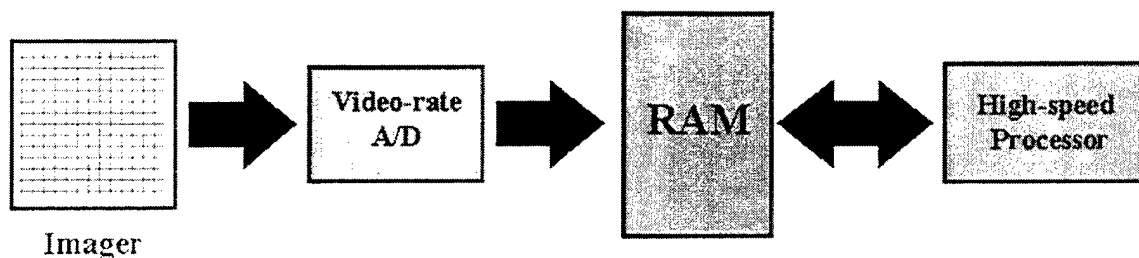 Video-rate
A/D
RAM
High-speed
Processor
Imager